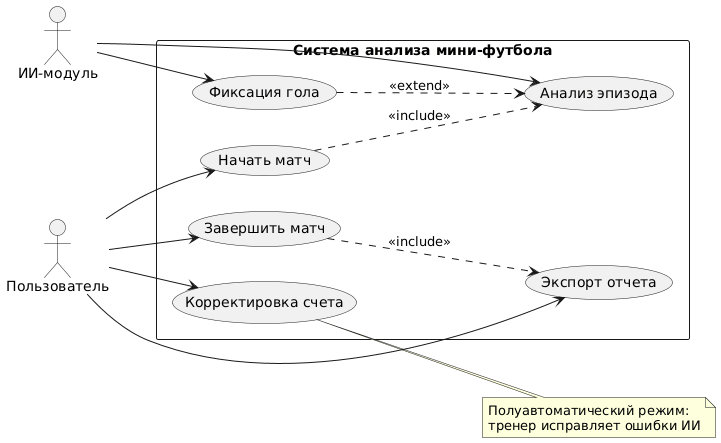 Система анализа мини-футбола
ИИ-модуль
Фиксация гола
«extend»
Анализ эпизода
«include»
Начать матч
Завершить матч
«include»
Пользователь
Экспорт отчета
Корректировка счета
Полуавтоматический режим:
тренер исправляет ошибки ИИ